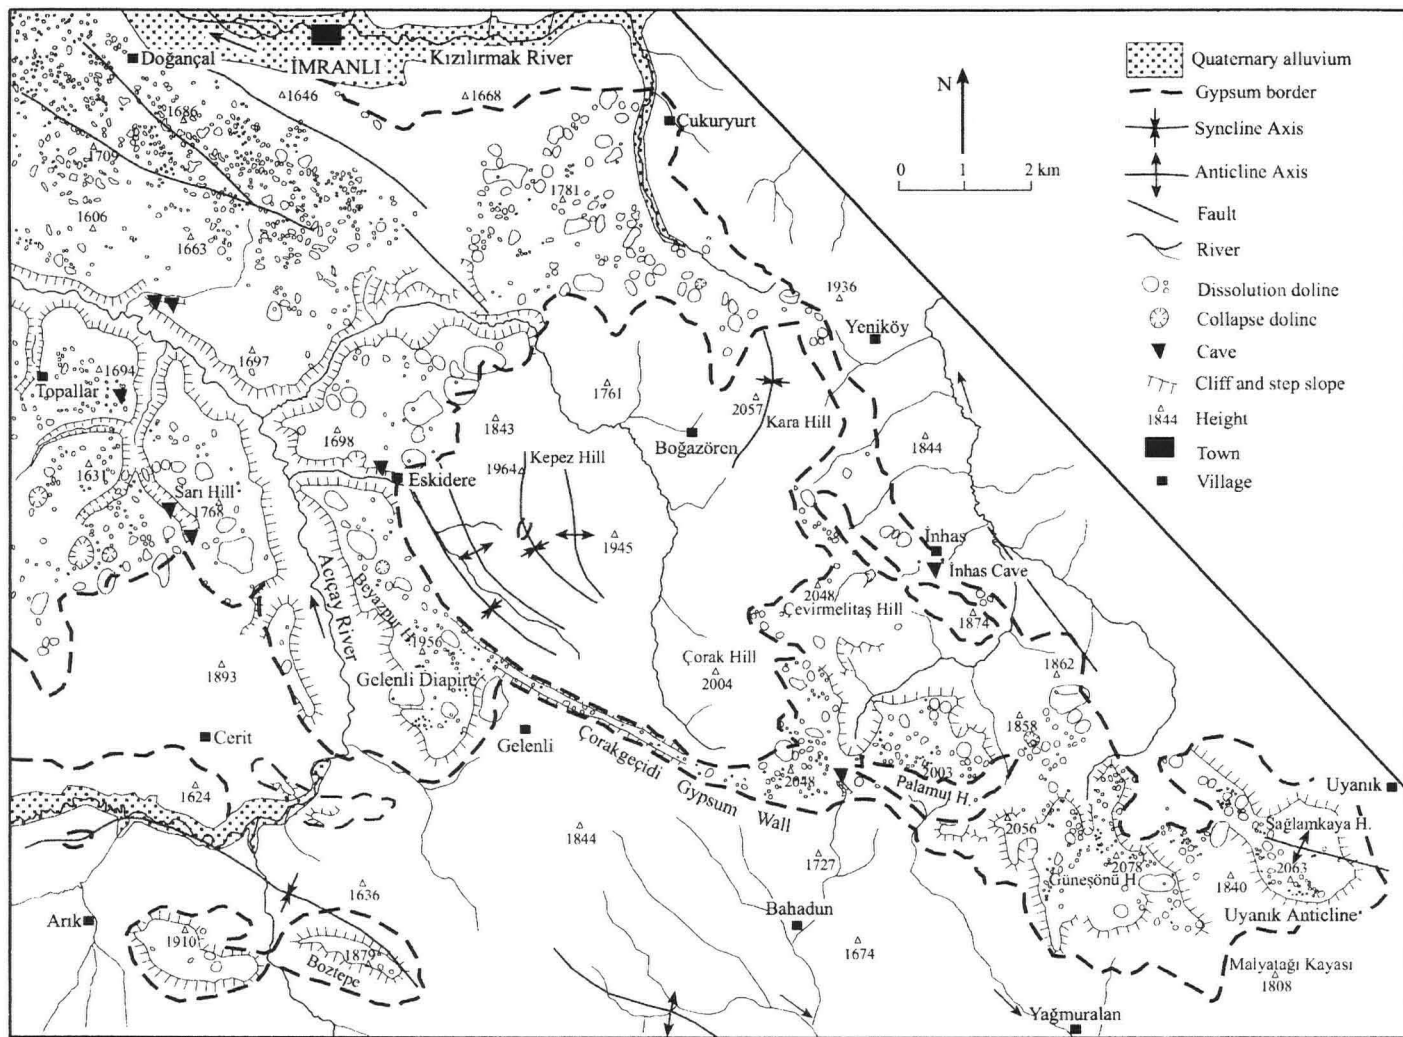 İMRANLI
Kızılırmak River
Doğançal
1646
1668
1686
1709
1606
1663
1781
Cukuryurt
N
0 1 2 km
Quaternary alluvium
Gypsum border
Syncline Axis
Anticline Axis
Fault
River
Dissolution doline
Collapse doline
Cave
Cliff and step slope
1844 Height
Town
Village
1936
Yeniköy
1697
1694
Topallar
1761
2057
Kara Hill
1843
1698
Boğazören
1844
Kepez Hill
1964
Eskidere
1631
Sarı Hill
1768
1945
İnhas
İnhas Cave
2048
Çevirmelitaş Hill
1874
Acıçay River
Beyazpur H.
1956
Gelenli Diapire
Çorak Hill
2004
1862
1893
1858
Cerit
Gelenli
Çorakgeçidi
Gypsum
Wall
2048
2003
Palamut H.
1624
Uyanık
Sağlamkaya H.
2056
1844
1727
2078
Güneşönü H.
2063
1840
Uyanık Anticline
1636
Arık
1910
1879
Boztepe
Bahadun
1674
Malyatağı Kayası
1808
Yağmuralan